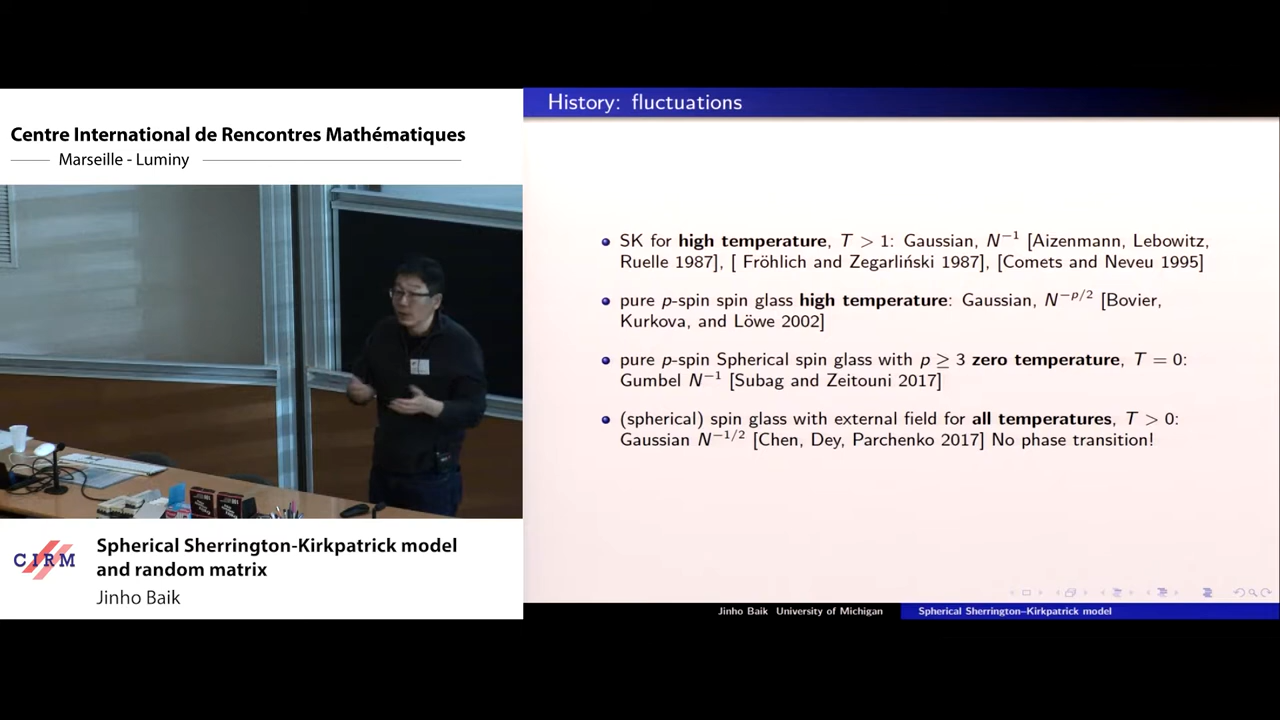 Centre International de Rencontres Mathématiques
Marseille - Luminy
CIRM
Spherical Sherrington-Kirkpatrick model
and random matrix
Jinho Baik
History: fluctuations
• SK for high temperature, T > 1: Gaussian, N⁻¹ [Aizenmann, Lebowitz,
Ruelle 1987], [ Fröhlich and Zegarliński 1987], [Comets and Neveu 1995]
• pure p-spin spin glass high temperature: Gaussian, N^{-p/2} [Bovier,
Kurkova, and Löwe 2002]
• pure p-spin Spherical spin glass with p ≥ 3 zero temperature, T = 0:
Gumbel N⁻¹ [Subag and Zeitouni 2017]
• (spherical) spin glass with external field for all temperatures, T > 0:
Gaussian N^{-1/2} [Chen, Dey, Parchenko 2017] No phase transition!
Jinho Baik University of Michigan
Spherical Sherrington–Kirkpatrick model